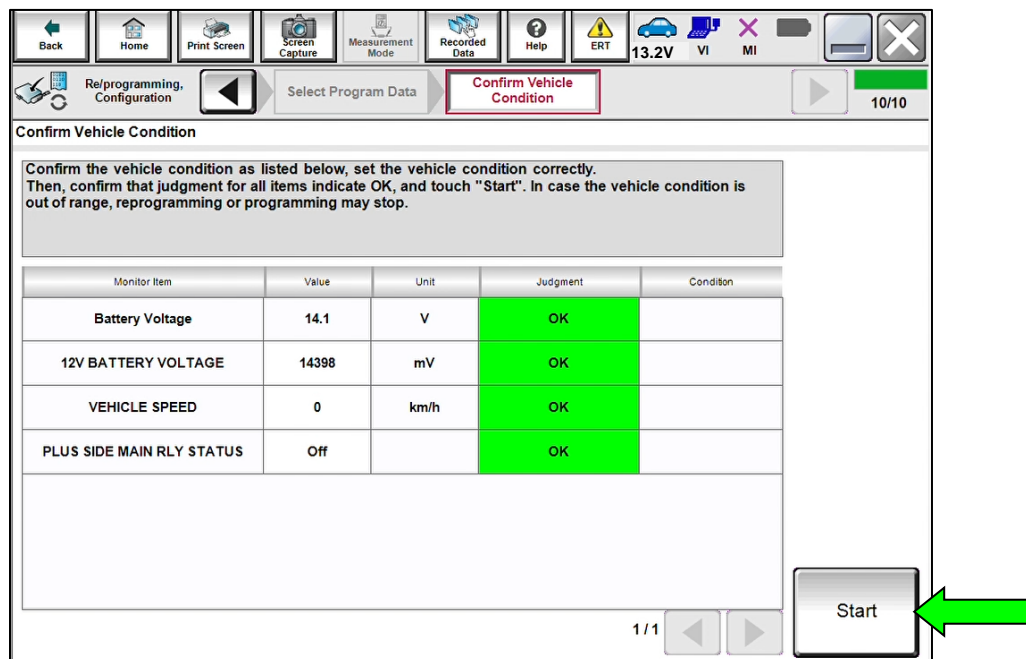 Back
Home
Print Screen
Screen
Capture
Measurement
Mode
Recorded
Data
Help
ERT
13.2V
VI
MI
Re/programming,
Configuration
Select Program Data
Confirm Vehicle
Condition
10/10
Confirm Vehicle Condition
Confirm the vehicle condition as listed below, set the vehicle condition correctly.
Then, confirm that judgment for all items indicate OK, and touch "Start". In case the vehicle condition is
out of range, reprogramming or programming may stop.
Monitor Item Value Unit Judgment Condition
Battery Voltage 14.1 V OK
12V BATTERY VOLTAGE 14398 mV OK
VEHICLE SPEED 0 km/h OK
PLUS SIDE MAIN RLY STATUS Off OK
Start
1/1